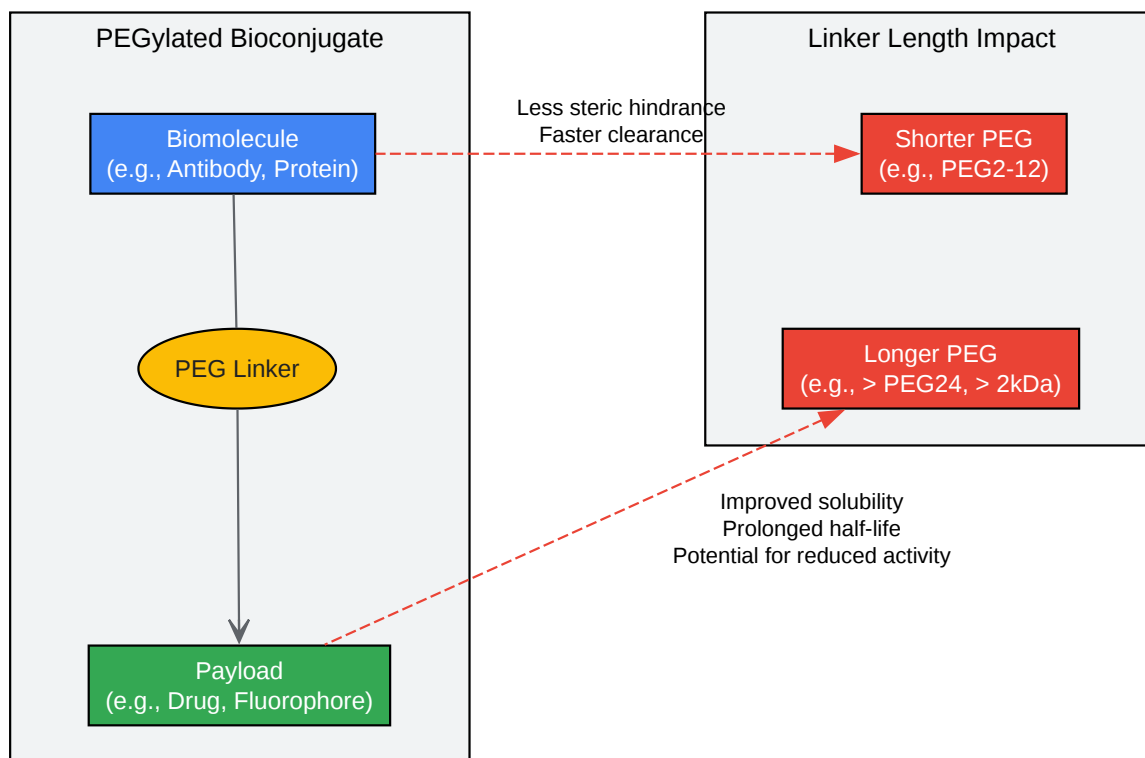 PEGylated Bioconjugate
Linker Length Impact
Less steric hindrance
Faster clearance
Biomolecule
(e.g., Antibody, Protein)
Shorter PEG
(e.g., PEG2-12)
PEG Linker
Longer PEG
(e.g., > PEG24, > 2kDa)
Improved solubility
Prolonged half-life
Potential for reduced activity
Payload
(e.g., Drug, Fluorophore)